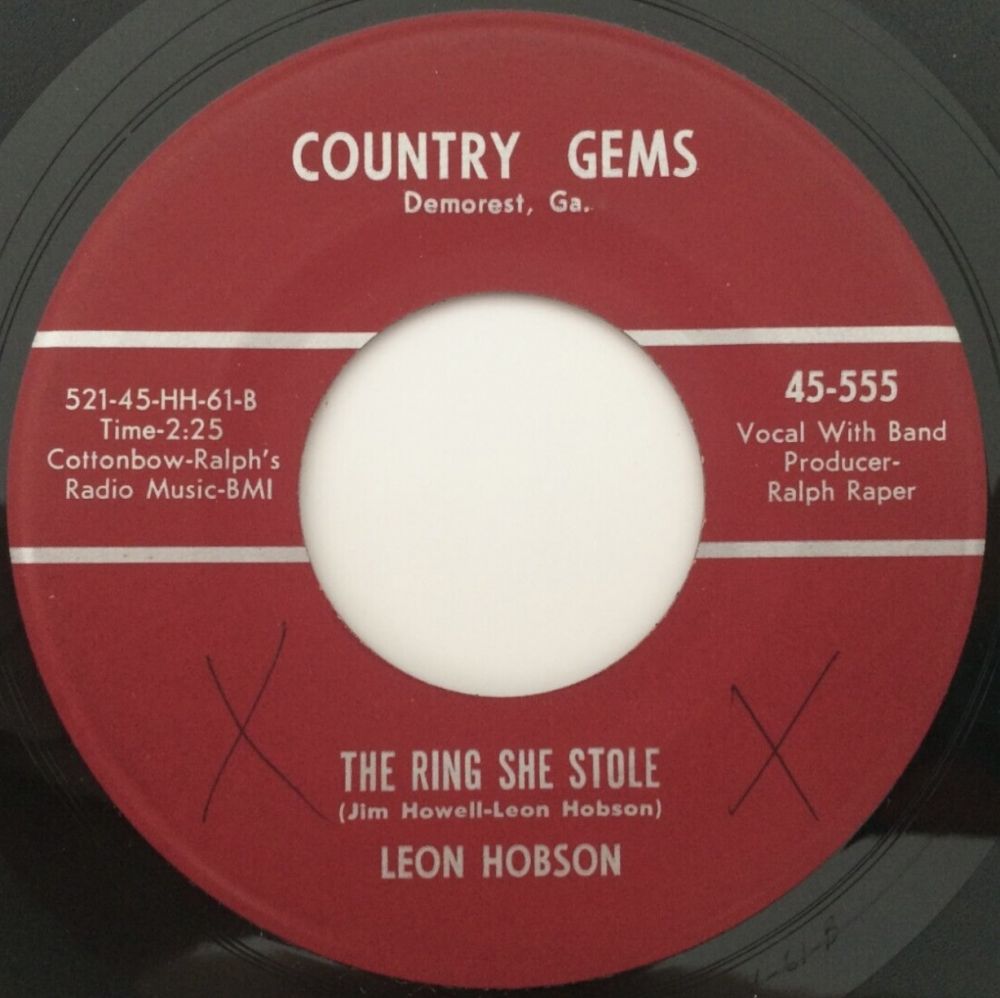 COUNTRY GEMS
Demorest, Ga.
521-45-HH-61-B
Time-2:25
Cottonbow-Ralph's
Radio Music-BMI
45-555
Vocal With Band
Producer-
Ralph Raper
X X
THE RING SHE STOLE
(Jim Howell-Leon Hobson)
LEON HOBSON
-61-B